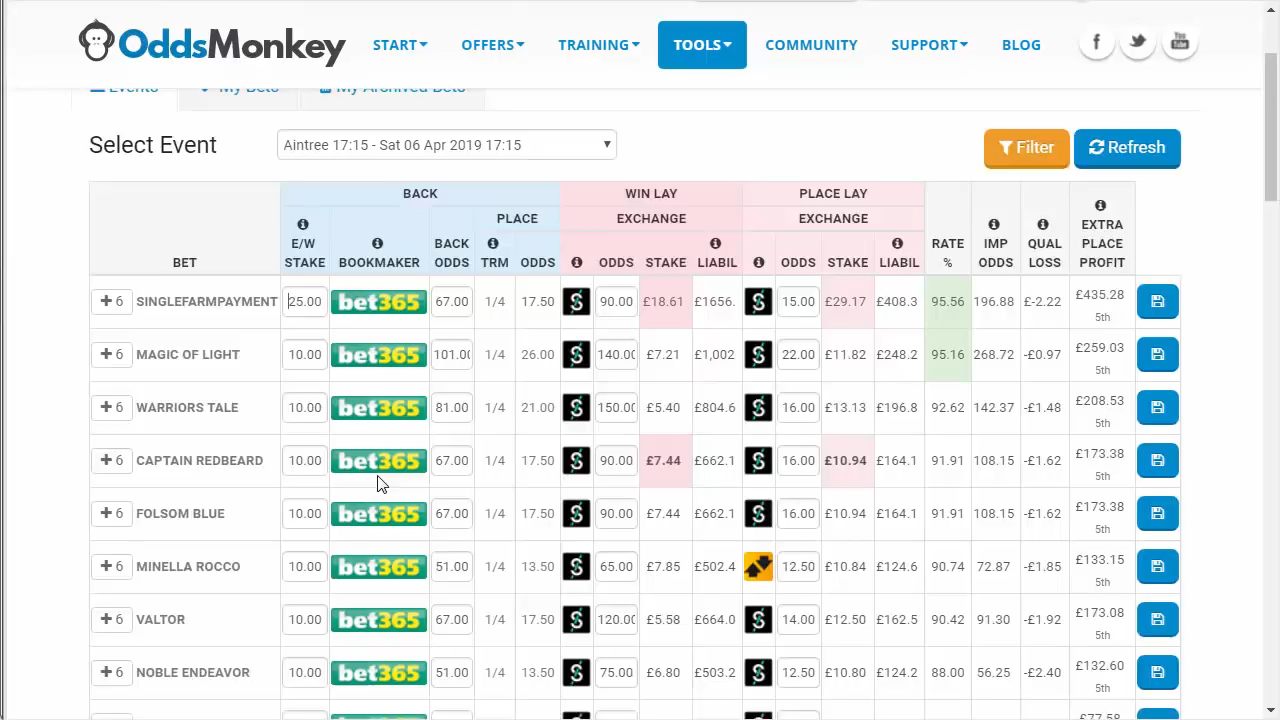 OddsMonkey START OFFERS TRAINING TOOLS COMMUNITY SUPPORT BLOG
Events My Bets My Archived Bets
Select Event Aintree 17:15 - Sat 06 Apr 2019 17:15 Filter Refresh
BACK WIN LAY PLACE LAY
PLACE EXCHANGE EXCHANGE
BET E/W STAKE BOOKMAKER BACK ODDS TRM ODDS ODDS STAKE LIABIL ODDS STAKE LIABIL RATE % IMP ODDS QUAL LOSS EXTRA PLACE PROFIT
+ 6 SINGLEFARMPAYMENT 25.00 bet365 67.00 1/4 17.50 90.00 £18.61 £1656. 15.00 £29.17 £408.3 95.56 196.88 £-2.22 £435.28 5th
+ 6 MAGIC OF LIGHT 10.00 bet365 101.0 1/4 26.00 140.00 £7.21 £1,002 22.00 £11.82 £248.2 95.16 268.72 -£0.97 £259.03 5th
+ 6 WARRIORS TALE 10.00 bet365 81.00 1/4 21.00 150.00 £5.40 £804.6 16.00 £13.13 £196.8 92.62 142.37 -£1.48 £208.53 5th
+ 6 CAPTAIN REDBEARD 10.00 bet365 67.00 1/4 17.50 90.00 £7.44 £662.1 16.00 £10.94 £164.1 91.91 108.15 -£1.62 £173.38 5th
+ 6 FOLSOM BLUE 10.00 bet365 67.00 1/4 17.50 90.00 £7.44 £662.1 16.00 £10.94 £164.1 91.91 108.15 -£1.62 £173.38 5th
+ 6 MINELLA ROCCO 10.00 bet365 51.00 1/4 13.50 65.00 £7.85 £502.4 12.50 £10.84 £124.6 90.74 72.87 -£1.85 £133.15 5th
+ 6 VALTOR 10.00 bet365 67.00 1/4 17.50 120.00 £5.58 £664.0 14.00 £12.50 £162.5 90.42 91.30 -£1.92 £173.08 5th
+ 6 NOBLE ENDEAVOR 10.00 bet365 51.00 1/4 13.50 75.00 £6.80 £503.2 12.50 £10.80 £124.2 88.00 56.25 -£2.40 £132.60 5th
£77.58